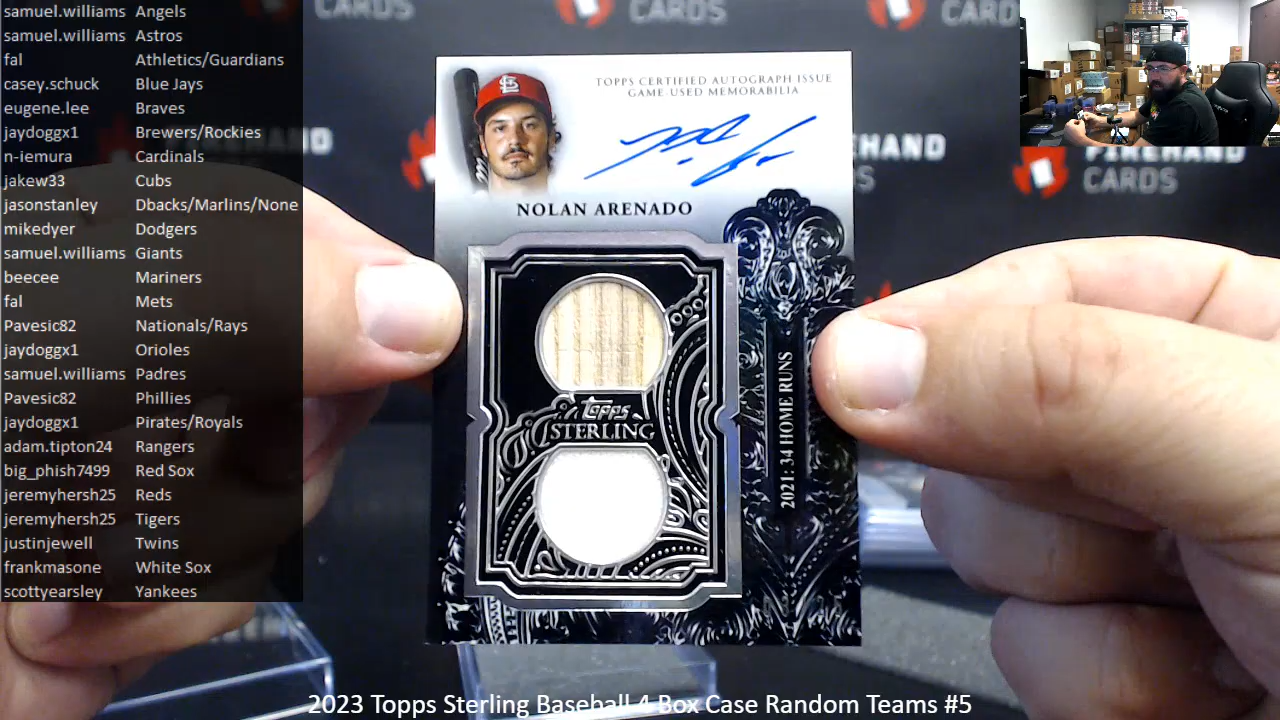 samuel.williams Angels
samuel.williams Astros
fal Athletics/Guardians
casey.schuck Blue Jays
eugene.lee Braves
jaydoggx1 Brewers/Rockies
n-iemura Cardinals
jakew33 Cubs
jasonstanley Dbacks/Marlins/None
mikedyer Dodgers
samuel.williams Giants
beecee Mariners
fal Mets
Pavesic82 Nationals/Rays
jaydoggx1 Orioles
samuel.williams Padres
Pavesic82 Phillies
jaydoggx1 Pirates/Royals
adam.tipton24 Rangers
big_phish7499 Red Sox
jeremyhersh25 Reds
jeremyhersh25 Tigers
justinjewell Twins
frankmasone White Sox
scottyearsley Yankees
CARDS
CARDS
CARD
TOPPS CERTIFIED AUTOGRAPH ISSUE
GAME-USED MEMORABILIA
NOLAN ARENADO
topps
STERLING
2021: 34 HOME RUNS
FIREHAND
CARDS
2023 Topps Sterling Baseball 4 Box Case Random Teams #5